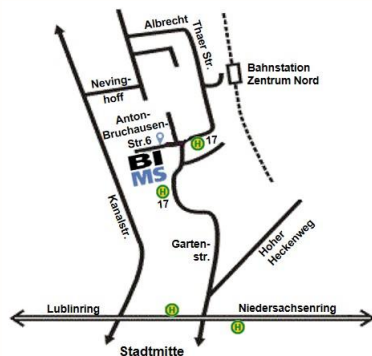 Albrecht
Thaer Str.
Bahnstation
Zentrum Nord
Neving-
hoff
Anton-
Bruchausen-
Str.6
H
17
BI
MS
H
17
Kanalstr.
Garten-
str.
Hoher
Heckenweg
Lublinring
H
Niedersachsenring
H
Stadtmitte